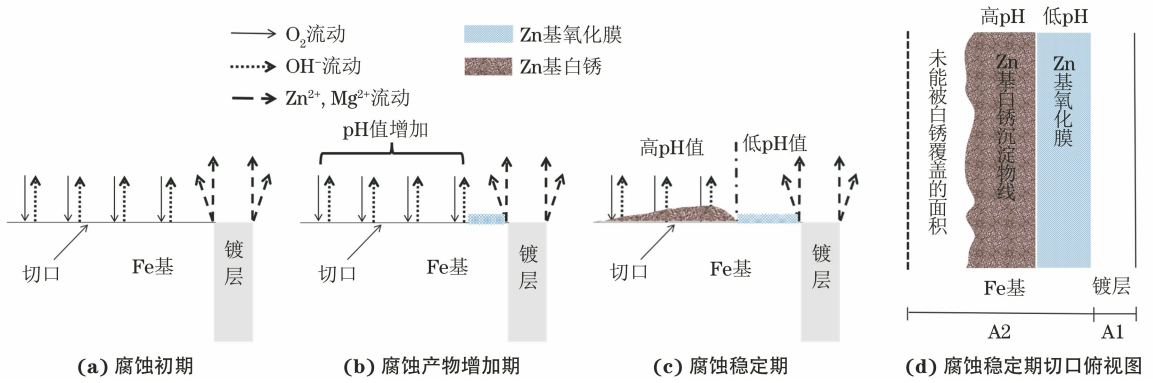 O₂流动
OH⁻流动
Zn²⁺, Mg²⁺流动
Zn基氧化膜
Zn基白锈
切口
Fe基
镀层
(a) 腐蚀初期
pH值增加
切口
Fe基
镀层
(b) 腐蚀产物增加期
高pH值
低pH值
切口
Fe基
镀层
(c) 腐蚀稳定期
高pH
低pH
未能被白锈覆盖的面积
Zn基白锈沉淀物线
Zn基氧化膜
Fe基
镀层
A2
A1
(d) 腐蚀稳定期切口俯视图